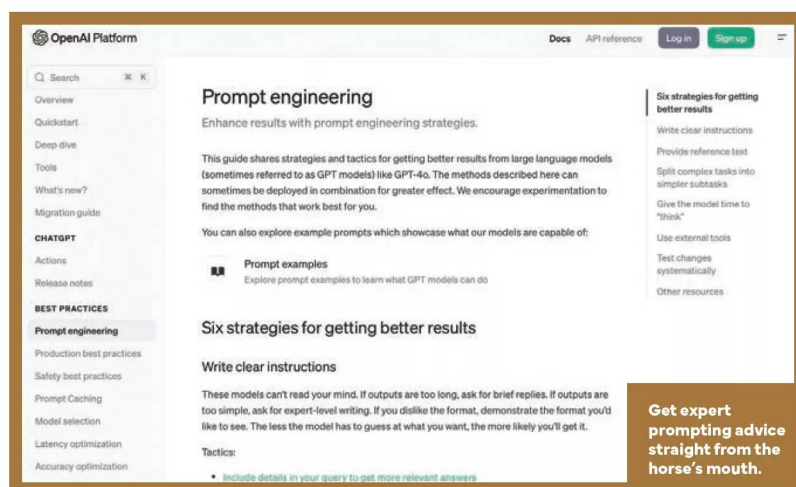 OpenAI Platform
Docs API reference Log in Sign up
Search ⌘ K
Overview
Quickstart
Deep dive
Tools
What's new?
Migration guide
CHATGPT
Actions
Release notes
BEST PRACTICES
Prompt engineering
Production best practices
Safety best practices
Prompt Caching
Model selection
Latency optimization
Accuracy optimization
Prompt engineering
Enhance results with prompt engineering strategies.
This guide shares strategies and tactics for getting better results from large language models
(sometimes referred to as GPT models) like GPT-4o. The methods described here can
sometimes be deployed in combination for greater effect. We encourage experimentation to
find the methods that work best for you.
You can also explore example prompts which showcase what our models are capable of:
Prompt examples
Explore prompt examples to learn what GPT models can do
Six strategies for getting better results
Write clear instructions
These models can't read your mind. If outputs are too long, ask for brief replies. If outputs are
too simple, ask for expert-level writing. If you dislike the format, demonstrate the format you'd
like to see. The less the model has to guess at what you want, the more likely you'll get it.
Tactics:
• Include details in your query to get more relevant answers
Six strategies for getting
better results
Write clear instructions
Provide reference text
Split complex tasks into
simpler subtasks
Give the model time to
"think"
Use external tools
Test changes
systematically
Other resources
Get expert
prompting advice
straight from the
horse's mouth.